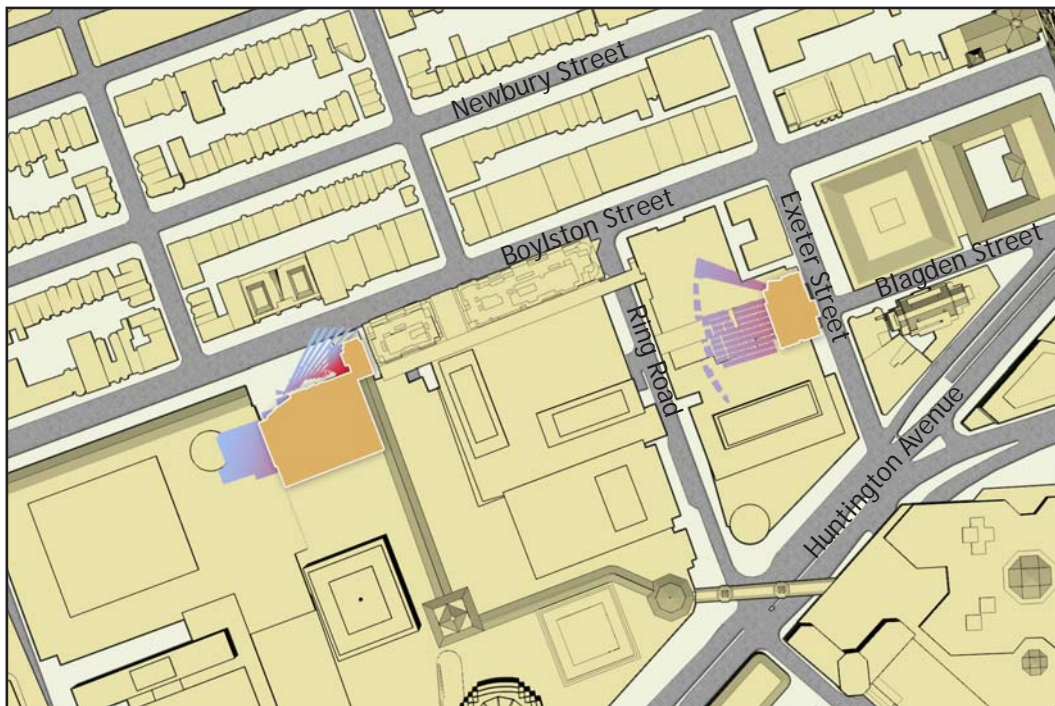 Newbury Street
Boylston Street
Exeter Street
Blagden Street
Ring Road
Huntington Avenue